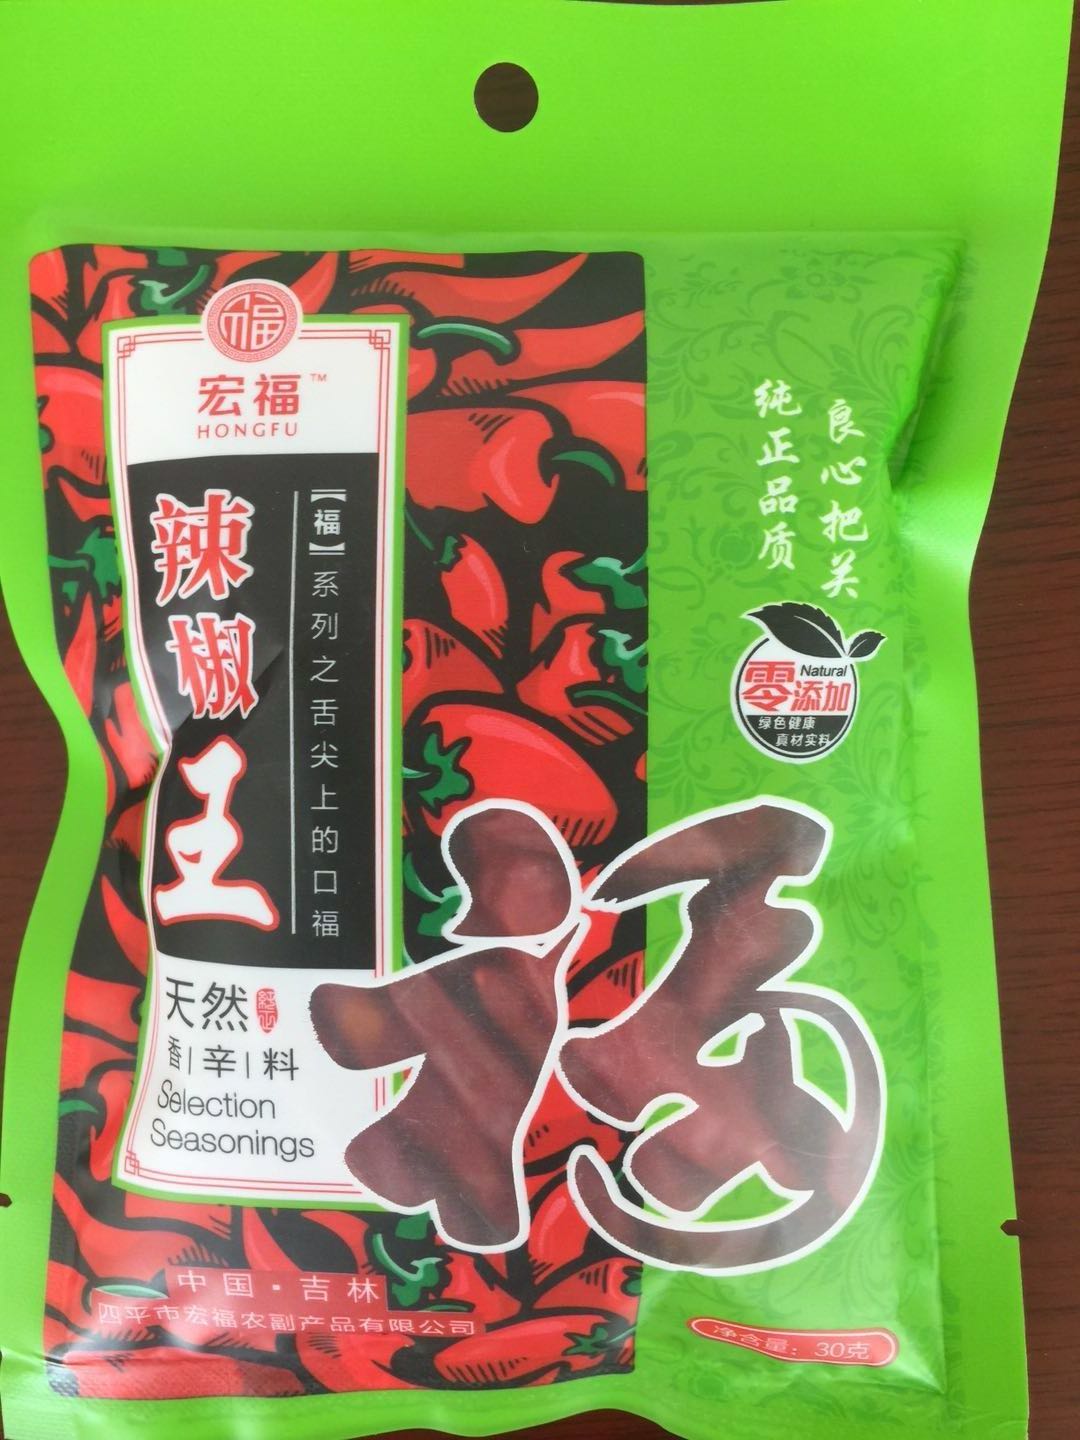 福
宏福™
HONGFU
辣椒王
【福】系列之舌尖上的口福
天然
纯正
香|辛|料
Selection
Seasonings
良心把关
纯正品质
Natural
零添加
绿色健康
真材实料
福
中国·吉林
四平市宏福农副产品有限公司
净含量：30克